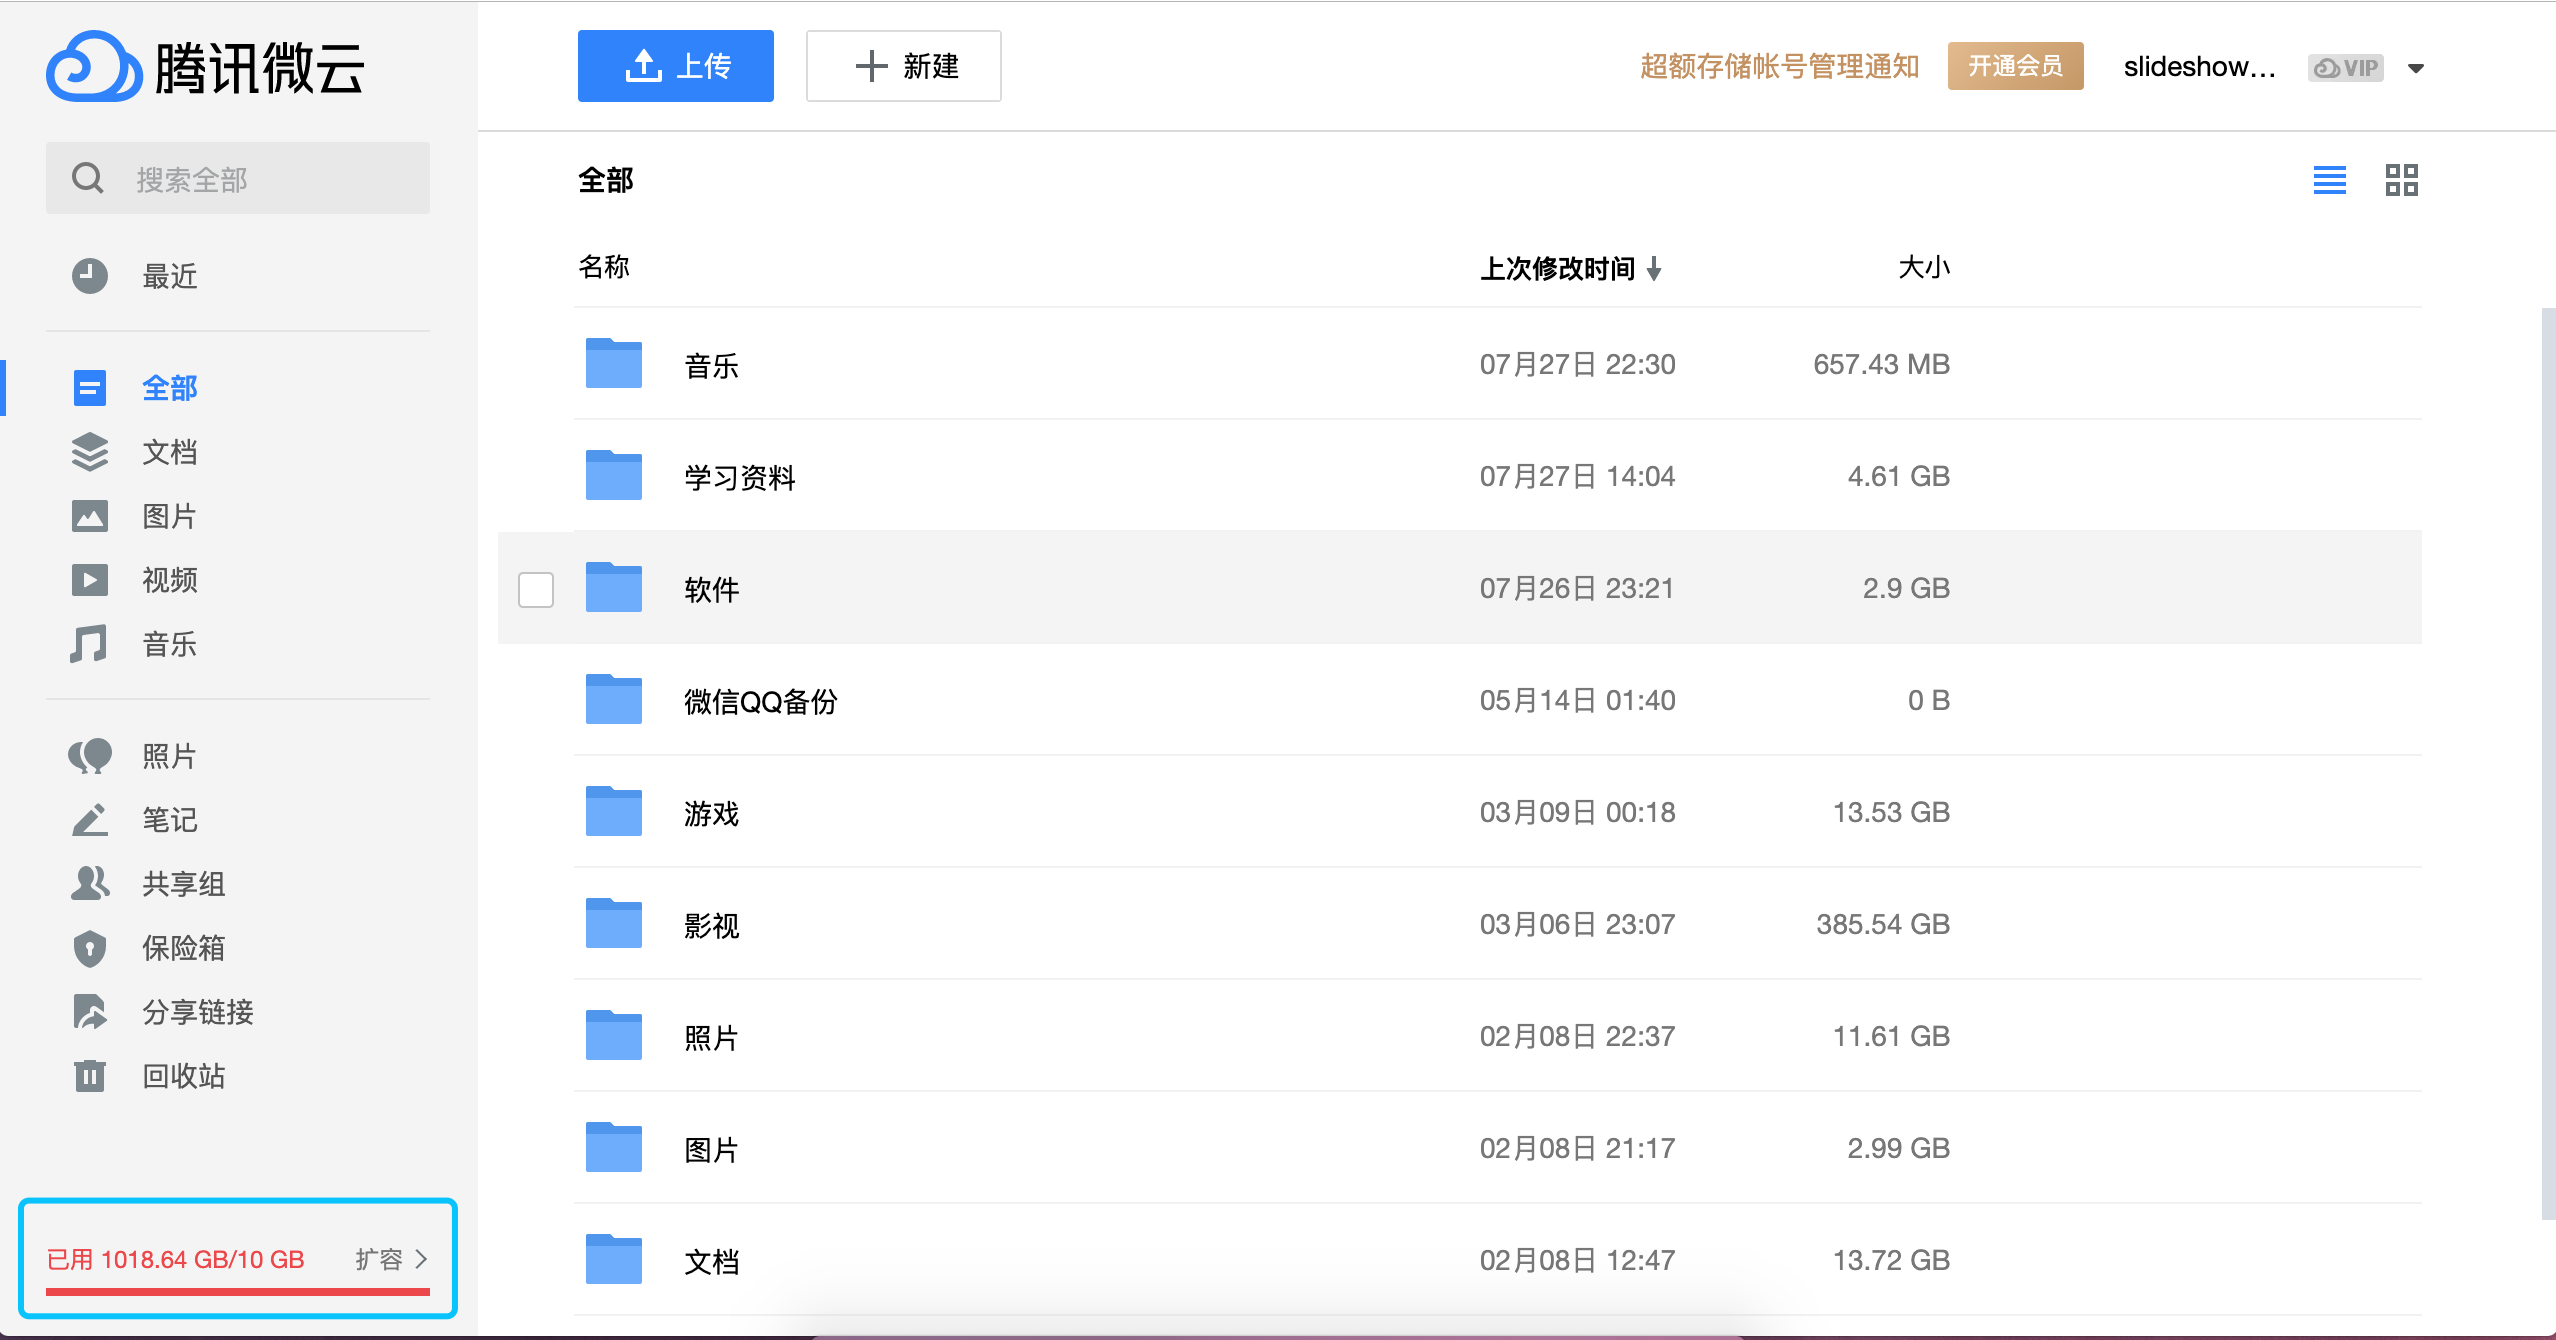 腾讯微云
上传
新建
超额存储帐号管理通知
开通会员
slideshow...
VIP
搜索全部
最近
全部
文档
图片
视频
音乐
照片
笔记
共享组
保险箱
分享链接
回收站
已用 1018.64 GB/10 GB
扩容
全部
名称 上次修改时间 大小
音乐 07月27日 22:30 657.43 MB
学习资料 07月27日 14:04 4.61 GB
软件 07月26日 23:21 2.9 GB
微信QQ备份 05月14日 01:40 0 B
游戏 03月09日 00:18 13.53 GB
影视 03月06日 23:07 385.54 GB
照片 02月08日 22:37 11.61 GB
图片 02月08日 21:17 2.99 GB
文档 02月08日 12:47 13.72 GB